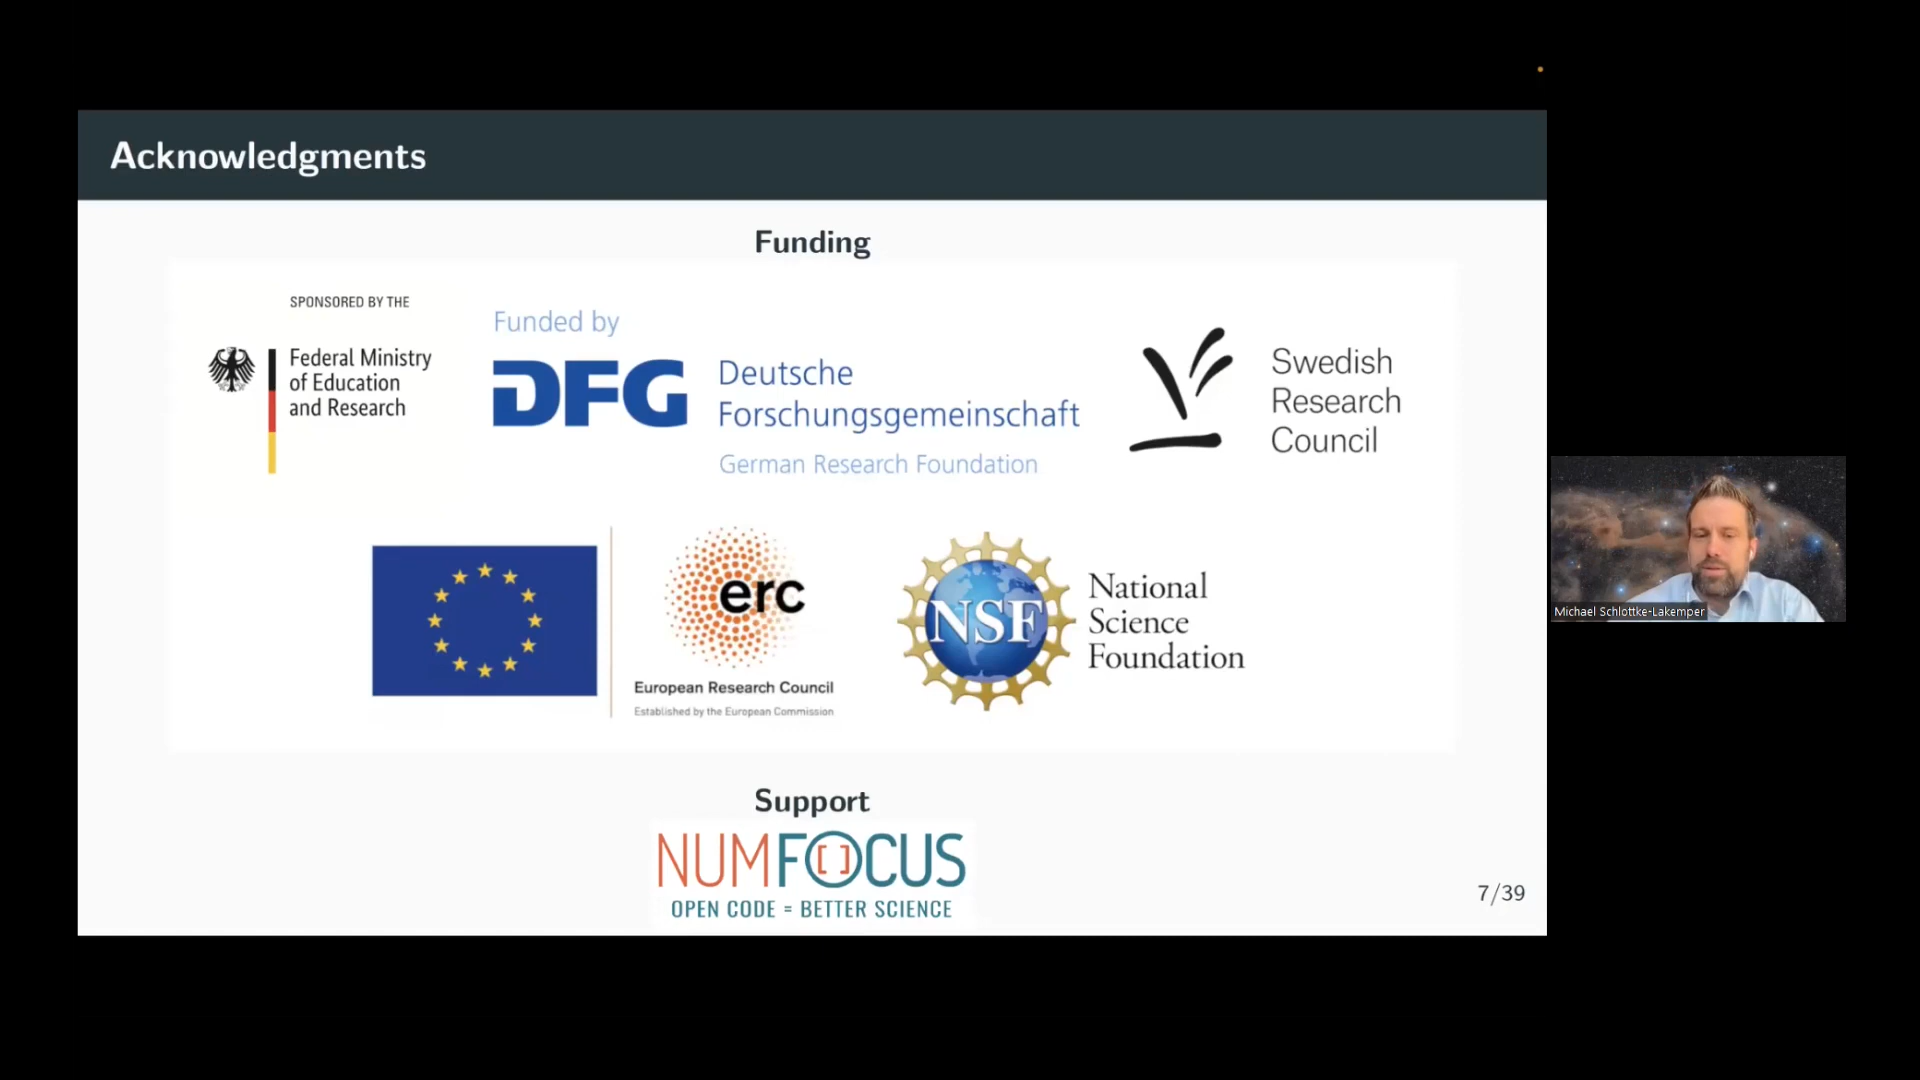 Acknowledgments
Funding
SPONSORED BY THE
Federal Ministry
of Education
and Research
Funded by
DFG
Deutsche
Forschungsgemeinschaft
German Research Foundation
Swedish
Research
Council
erc
European Research Council
Established by the European Commission
NSF
National
Science
Foundation
Michael Schlottke-Lakemper
Support
NUMFOCUS
OPEN CODE = BETTER SCIENCE
7/39